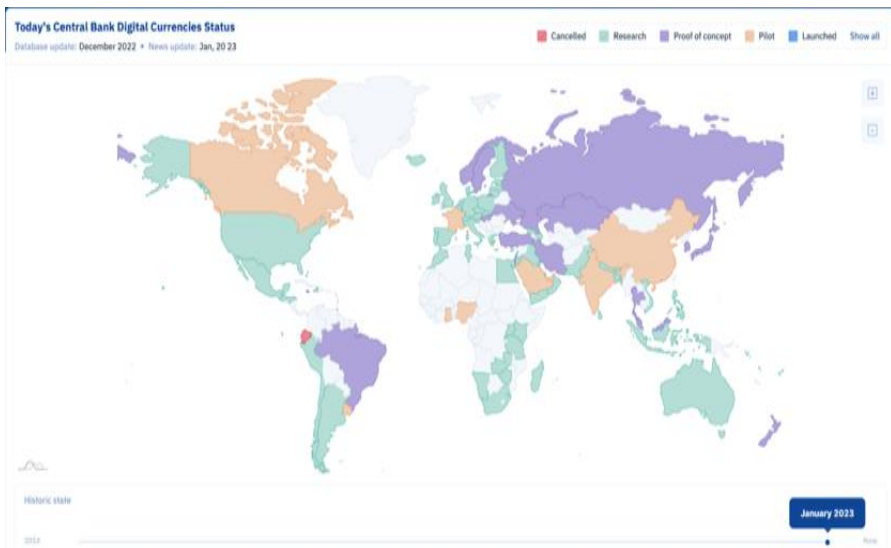 Today's Central Bank Digital Currencies Status
Database update: December 2022 • News update: Jan, 20 23
Cancelled
Research
Proof of concept
Pilot
Launched
Show all
Historic state
January 2023
Now